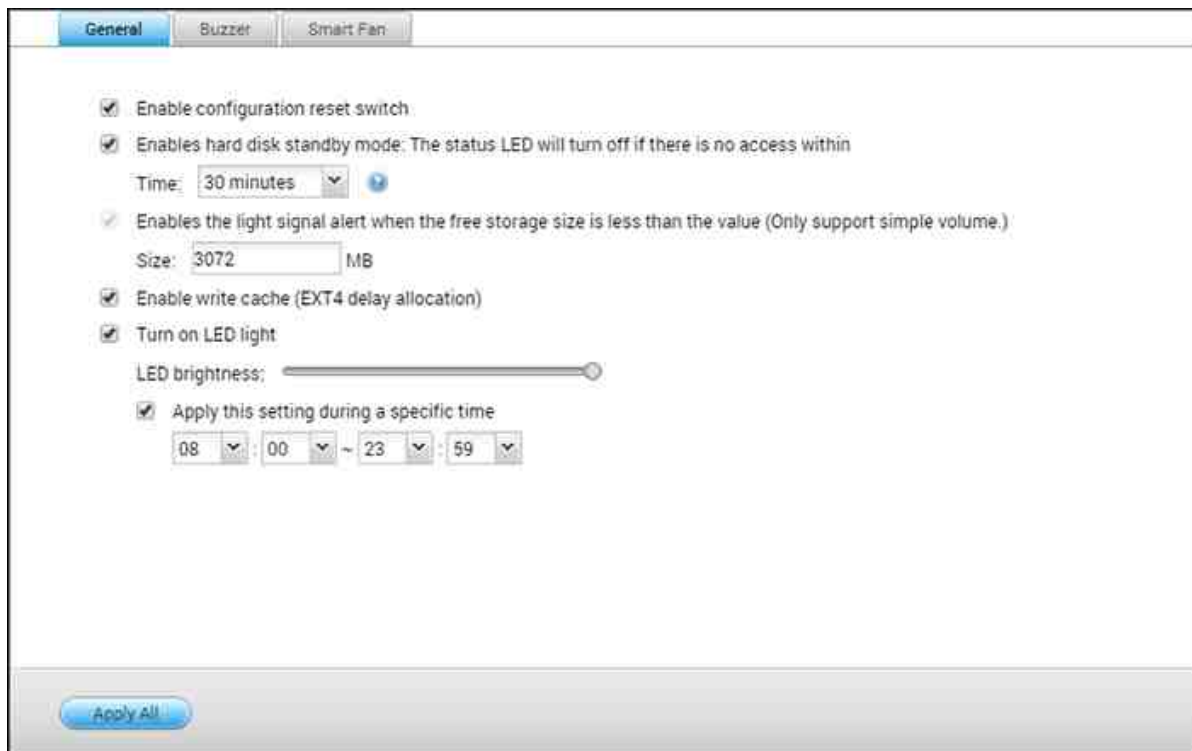 General Buzzer Smart Fan
Enable configuration reset switch
Enables hard disk standby mode: The status LED will turn off if there is no access within
Time: 30 minutes
Enables the light signal alert when the free storage size is less than the value (Only support simple volume.)
Size: 3072 MB
Enable write cache (EXT4 delay allocation)
Turn on LED light
LED brightness:
Apply this setting during a specific time
08 : 00 ~ 23 : 59
Apply All